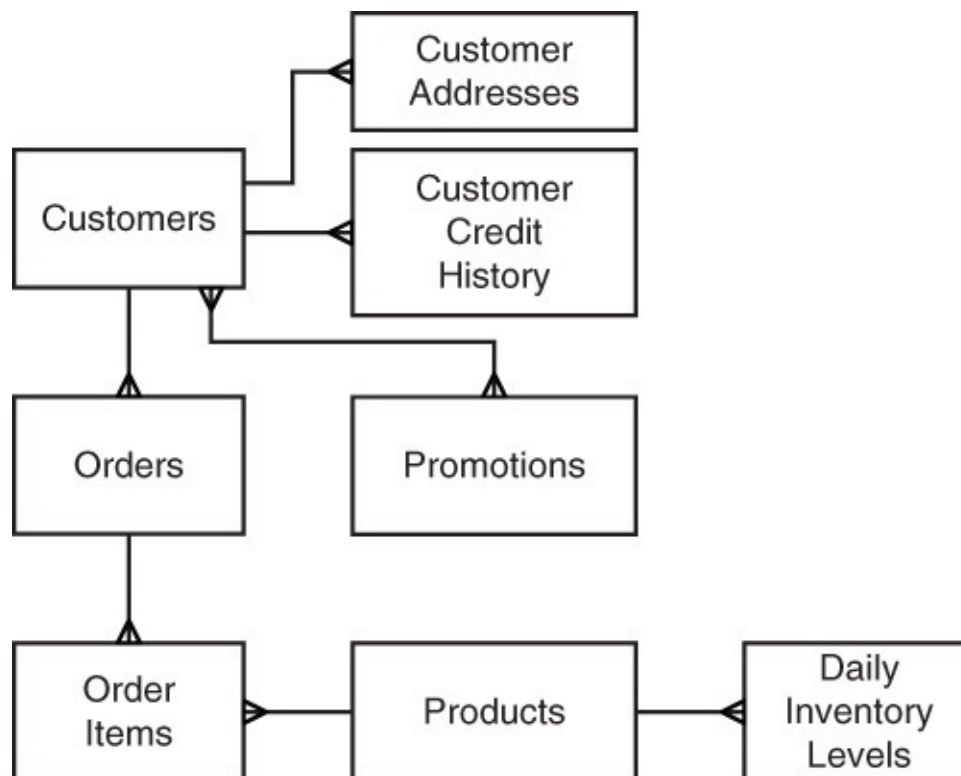 Customer
Addresses
Customers
Customer
Credit
History
Orders
Promotions
Order
Items
Products
Daily
Inventory
Levels